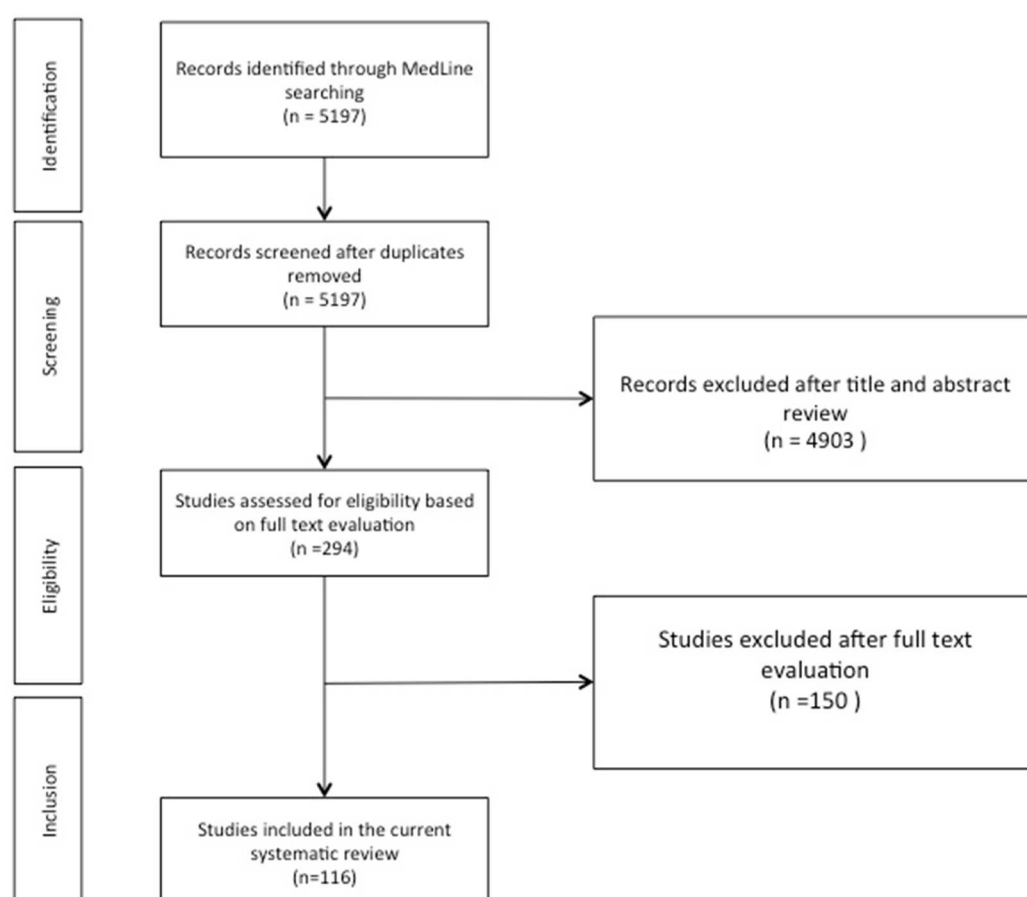 Identification
Records identified through MedLine
searching
(n = 5197)
Screening
Records screened after duplicates
removed
(n = 5197)
Records excluded after title and abstract
review
(n = 4903 )
Eligibility
Studies assessed for eligibility based
on full text evaluation
(n =294)
Studies excluded after full text
evaluation
(n =150 )
Inclusion
Studies included in the current
systematic review
(n=116)